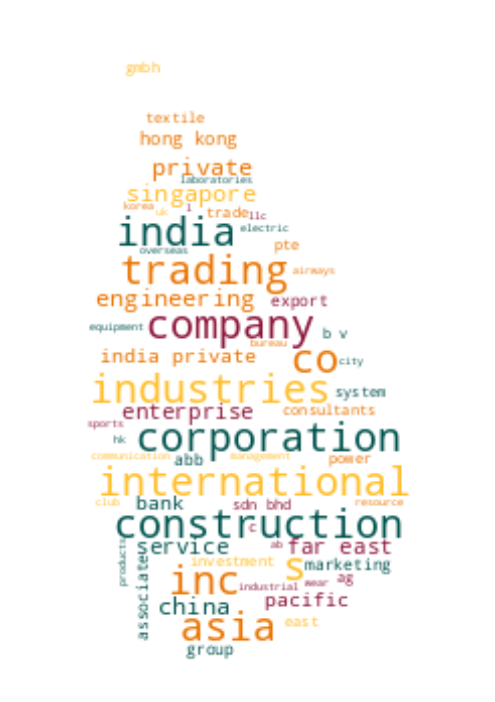 gmbh
textile
hong kong
private
laboratories
singapore
korea
uk
l
trade
llc
india
electric
overseas
pte
trading
airways
engineering
export
company
equipment
b v
bureau
india private
co
city
industries
system
enterprise
consultants
sports
hk
corporation
communication
abb
management
power
international
club
bank
sdn bhd
resource
construction
c
products
service
ab
far east
associates
investment
s
marketing
inc
industrial
wear
ag
china
pacific
asia
east
group